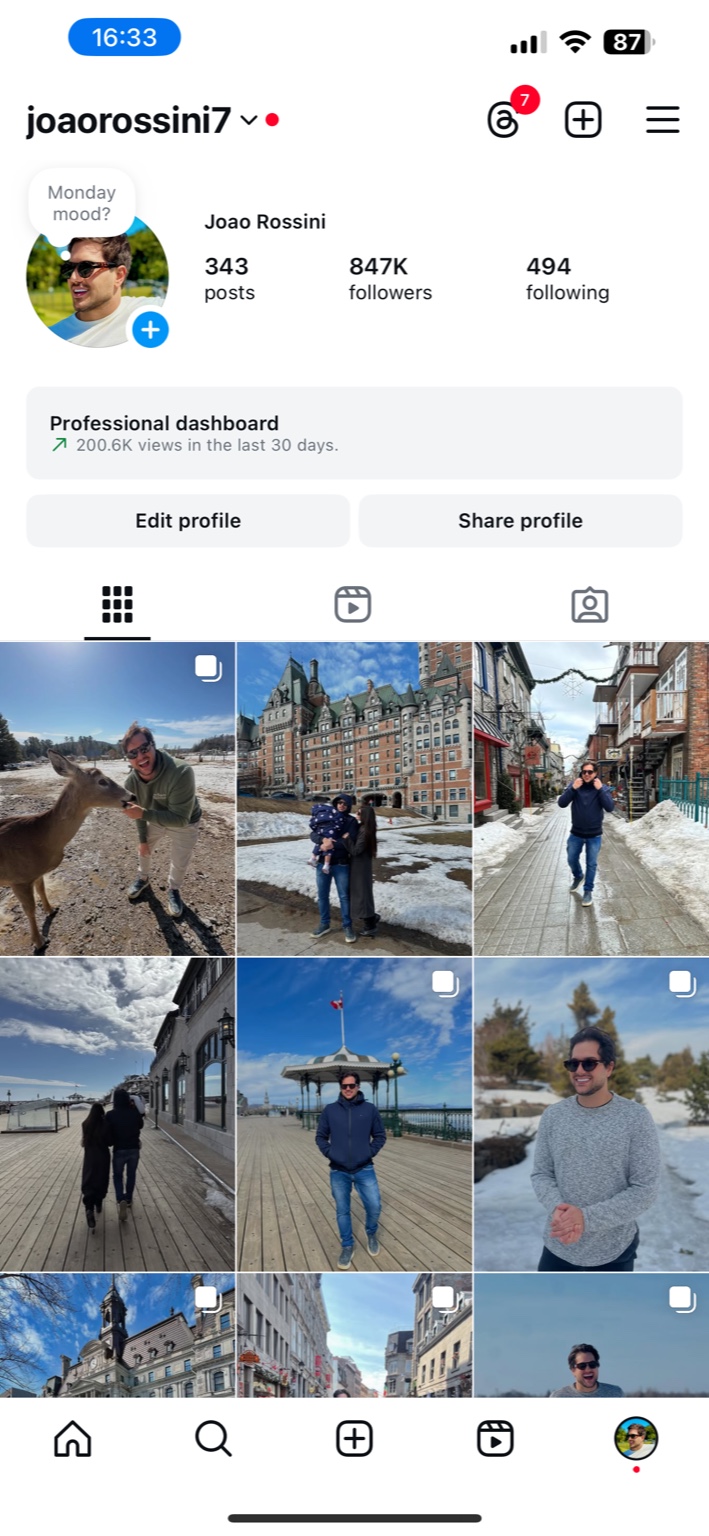 16:33
87
joaorossini7
7
Monday
mood?
Joao Rossini
343 847K 494
posts followers following
Professional dashboard
200.6K views in the last 30 days.
Edit profile Share profile